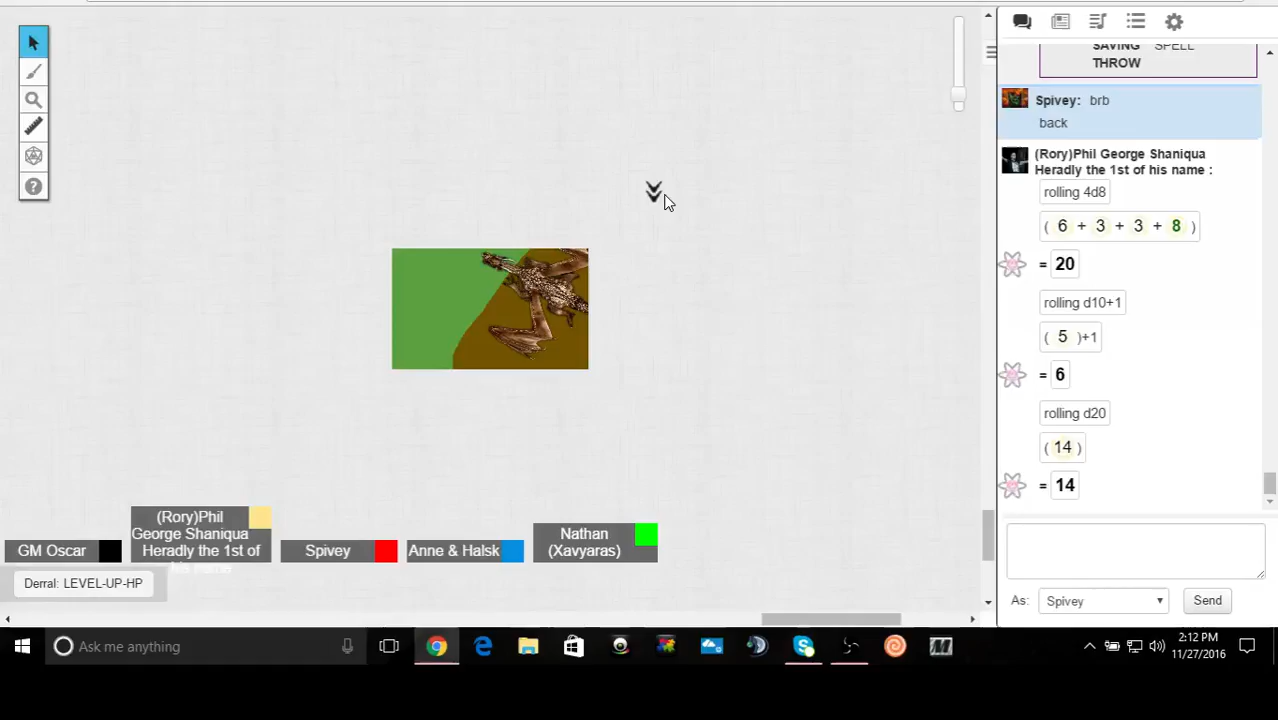 SAVING SPELL
THROW
Spivey: brb
back
(Rory)Phil George Shaniqua
Heradly the 1st of his name :
rolling 4d8
( 6 + 3 + 3 + 8 )
= 20
rolling d10+1
( 5 )+1
= 6
rolling d20
( 14 )
= 14
GM Oscar
(Rory)Phil
George Shaniqua
Heradly the 1st of
his name
Spivey
Anne & Halsk
Nathan
(Xavyaras)
Derral: LEVEL-UP-HP
As: Spivey
Send
Ask me anything
2:12 PM
11/27/2016